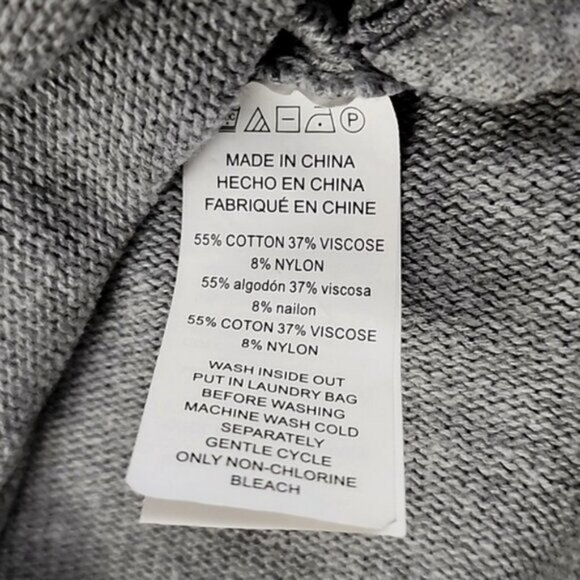 P
MADE IN CHINA
HECHO EN CHINA
FABRIQUÉ EN CHINE
55% COTTON 37% VISCOSE
8% NYLON
55% algodón 37% viscosa
8% nailon
55% COTON 37% VISCOSE
8% NYLON
WASH INSIDE OUT
PUT IN LAUNDRY BAG
BEFORE WASHING
MACHINE WASH COLD
SEPARATELY
GENTLE CYCLE
ONLY NON-CHLORINE
BLEACH